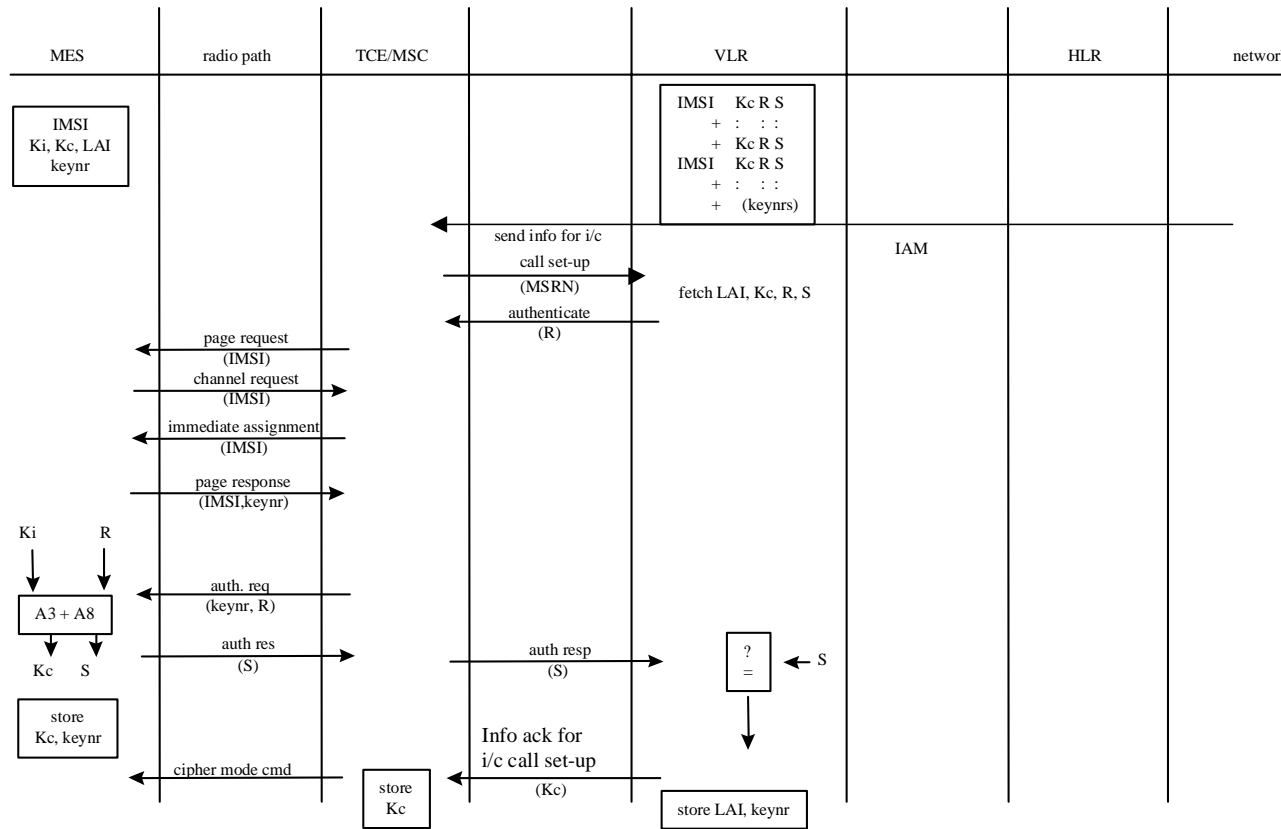 MES radio path TCE/MSC VLR HLR network
IMSI
Ki, Kc, LAI
keynr
IMSI Kc R S
+ : : :
+ Kc R S
IMSI Kc R S
+ : : :
+ (keynrs)
send info for i/c
IAM
call set-up
(MSRN)
fetch LAI, Kc, R, S
authenticate
(R)
page request
(IMSI)
channel request
(IMSI)
immediate assignment
(IMSI)
page response
(IMSI,keynr)
Ki R
auth. req
(keynr, R)
A3 + A8
auth res
(S)
auth resp
(S)
?
=
S
Kc S
store
Kc, keynr
Info ack for
i/c call set-up
(Kc)
cipher mode cmd
store
Kc
store LAI, keynr